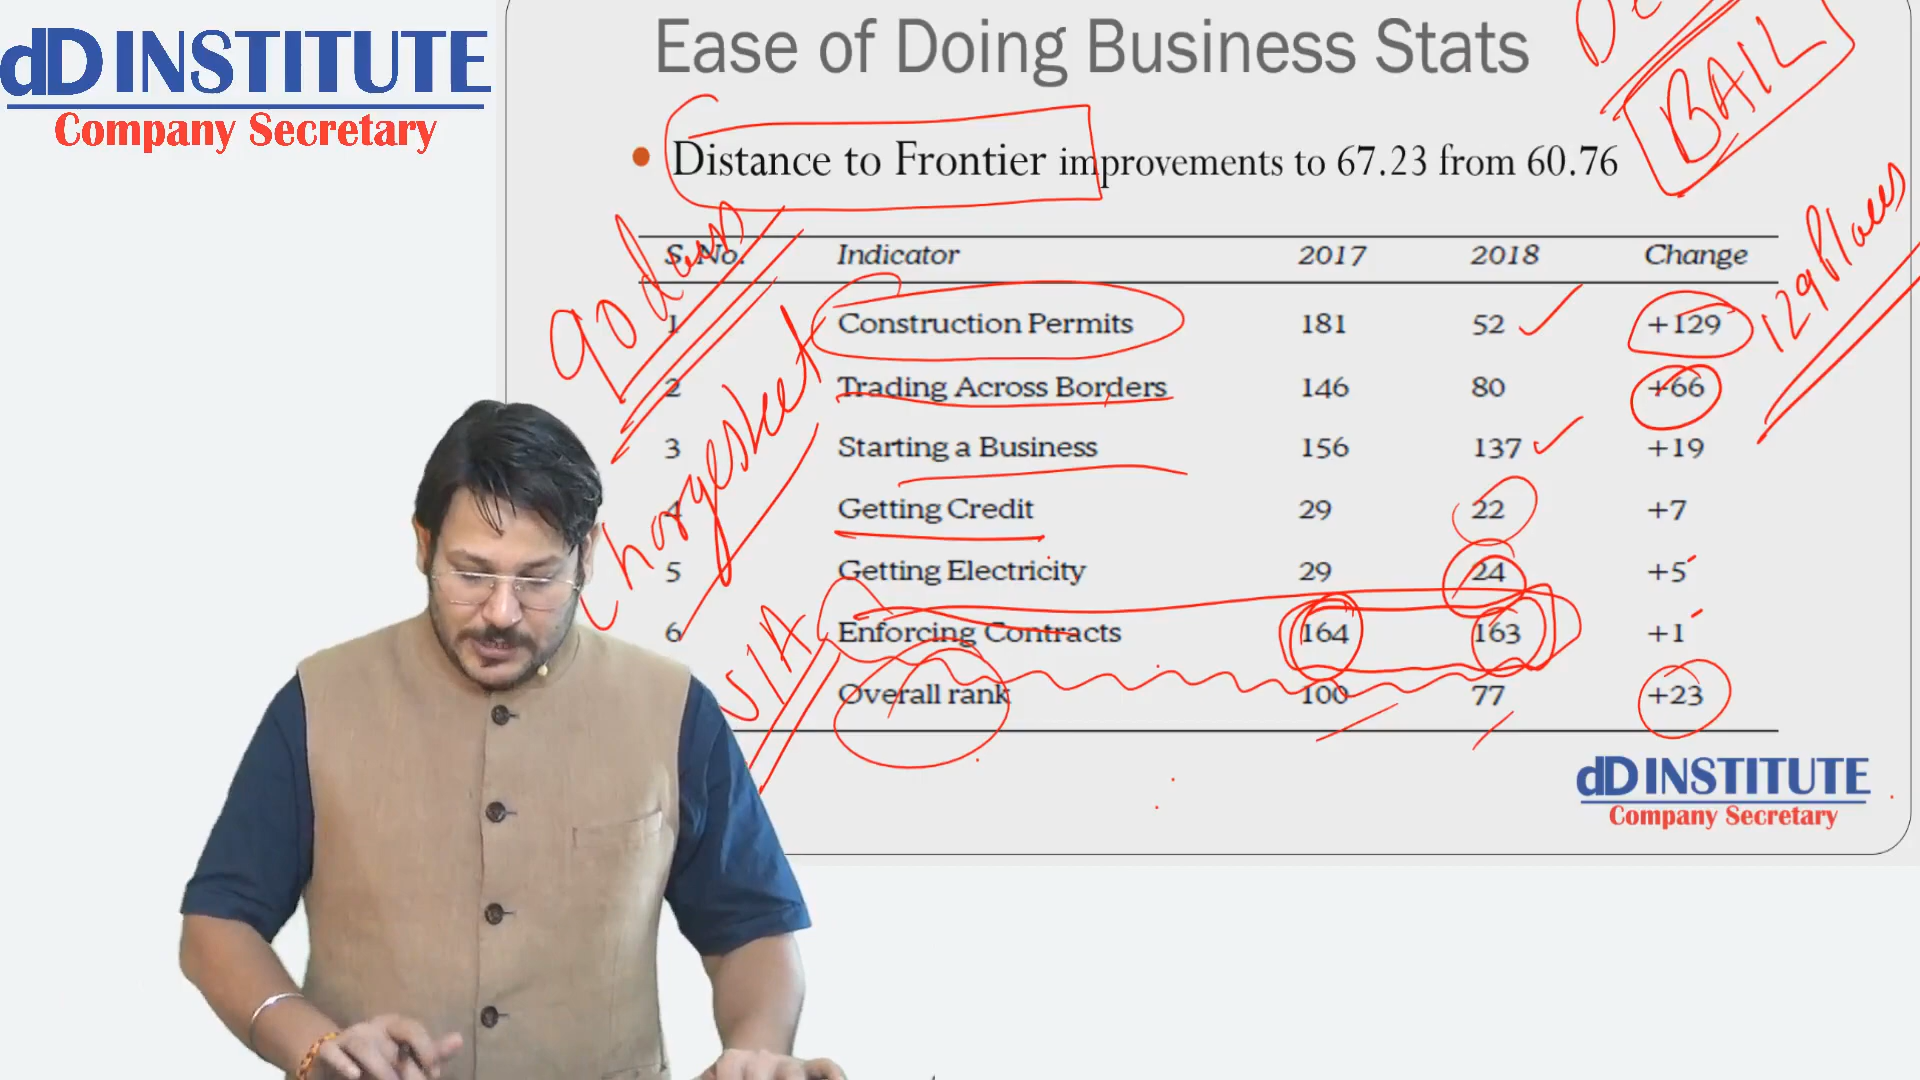 dD INSTITUTE
Company Secretary
Ease of Doing Business Stats
BAIL
• Distance to Frontier improvements to 67.23 from 60.76
90 days
129 Places
S. No. Indicator 2017 2018 Change
1 Construction Permits 181 52 +129
2 Trading Across Borders 146 80 +66
Chargesheet
3 Starting a Business 156 137 +19
4 Getting Credit 29 22 +7
5 Getting Electricity 29 24 +5
6 Enforcing Contracts 164 163 +1
Overall rank 100 77 +23
dD INSTITUTE
Company Secretary